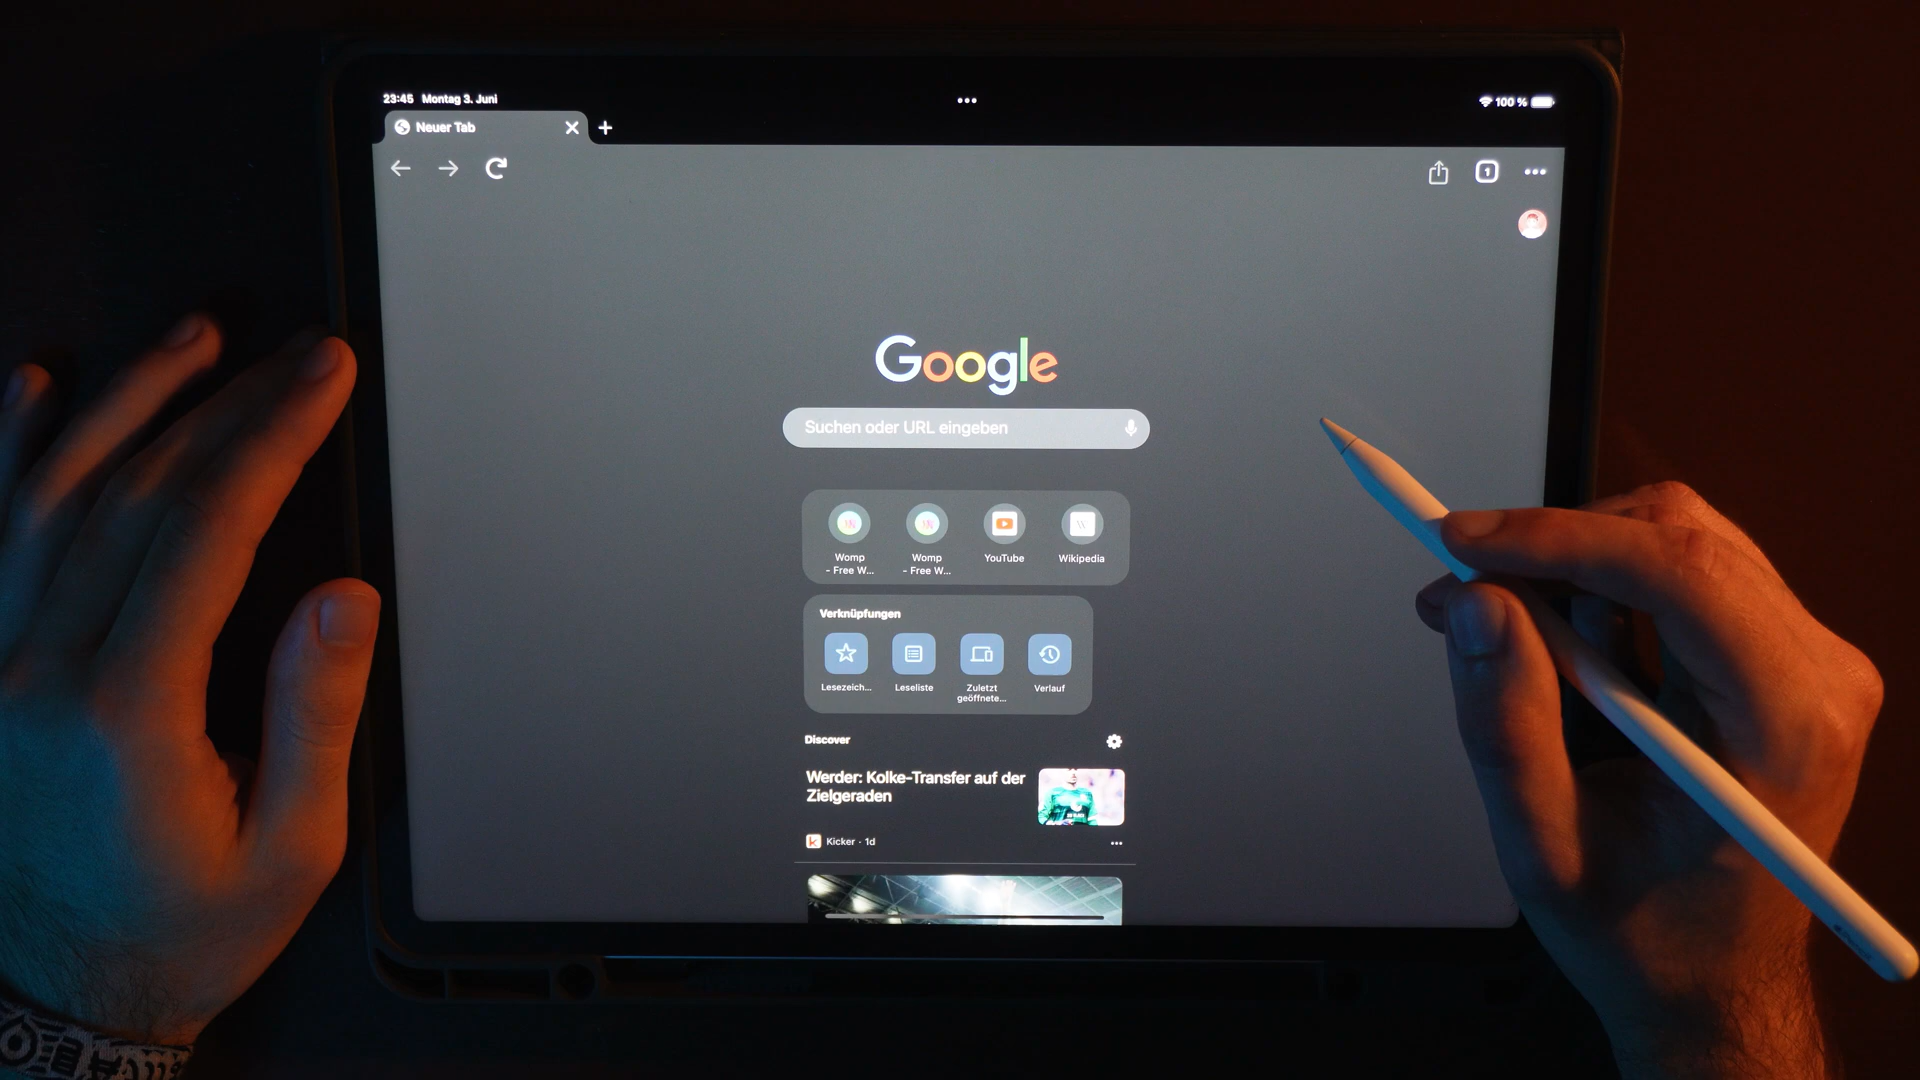 23:45 Montag 3. Juni
100 %
Neuer Tab
1
Google
Suchen oder URL eingeben
Womp
- Free W...
Womp
- Free W...
YouTube
W
Wikipedia
Verknüpfungen
Lesezeich...
Leseliste
Zuletzt
geöffnete...
Verlauf
Discover
Werder: Kolke-Transfer auf der
Zielgeraden
k
Kicker · 1d